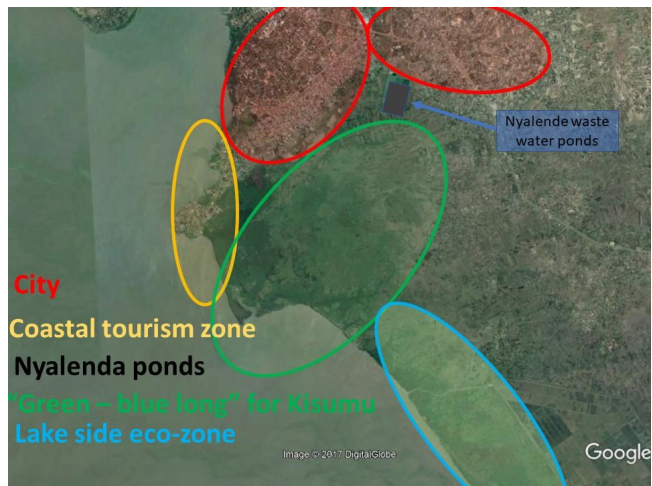 Nyalende waste
water ponds
City
Coastal tourism zone
Nyalenda ponds
"Green – blue long" for Kisumu
Lake side eco-zone
Image © 2017 DigitalGlobe
Google